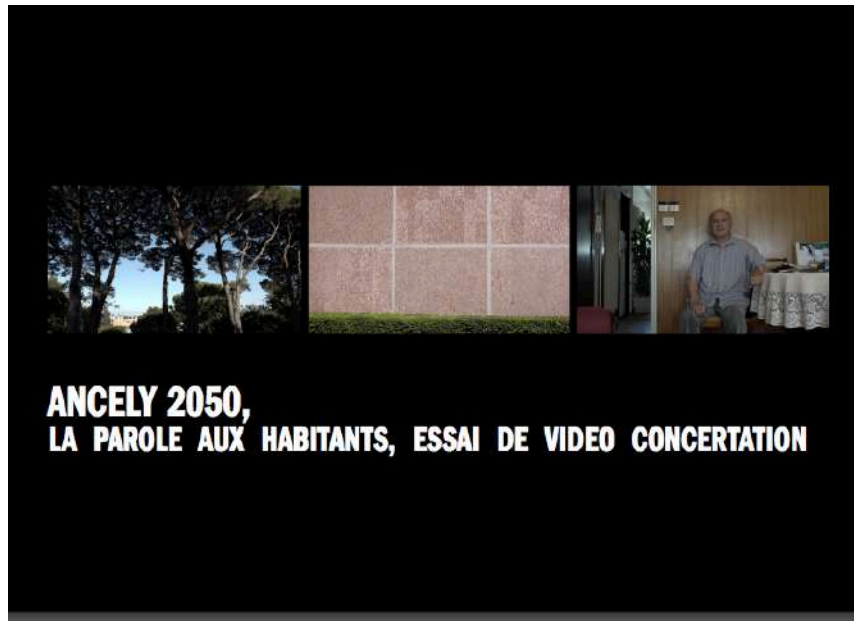 ANCELY 2050,
LA PAROLE AUX HABITANTS, ESSAI DE VIDEO CONCERTATION